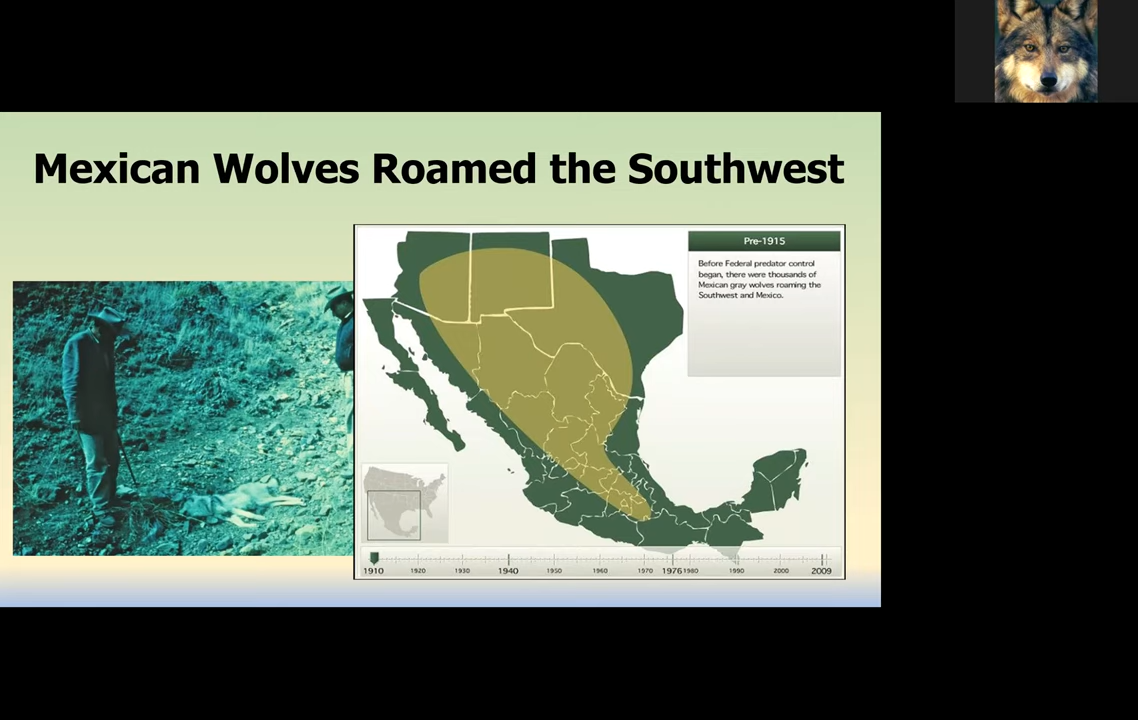 Mexican Wolves Roamed the Southwest
Pre-1915
Before Federal predator control
began, there were thousands of
Mexican gray wolves roaming the
Southwest and Mexico.
1910 1920 1930 1940 1950 1960 1970 1976 1980 1990 2000 2009